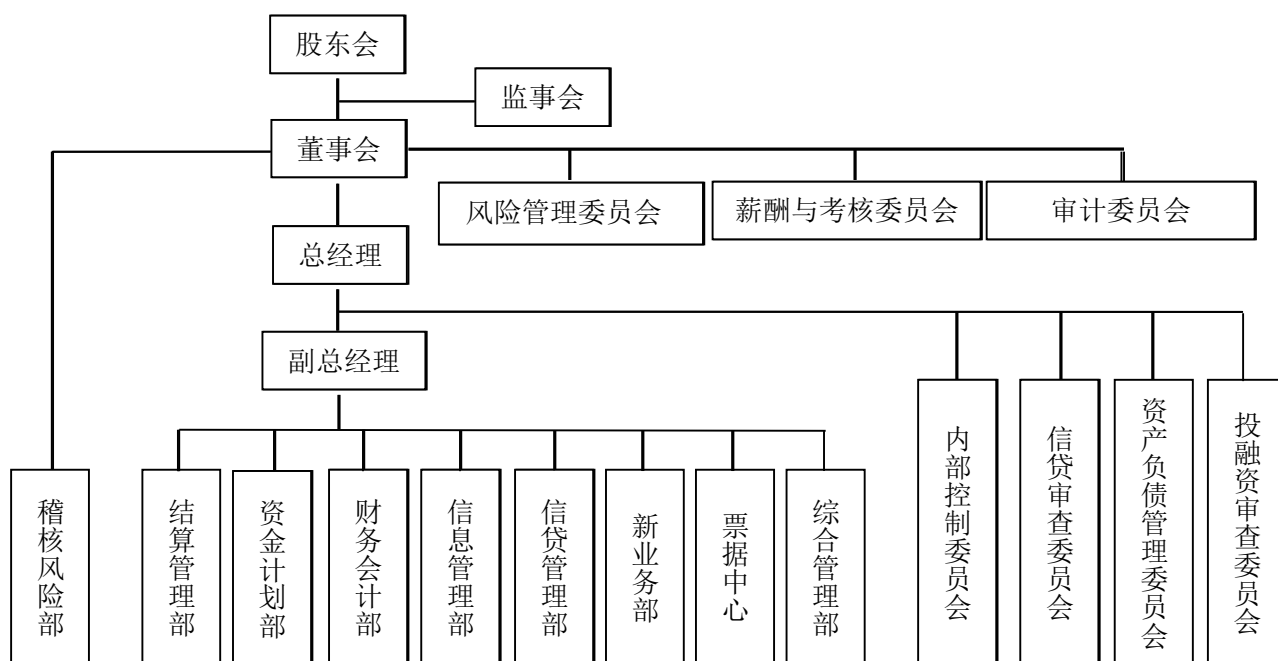 股东会
监事会
董事会
风险管理委员会
薪酬与考核委员会
审计委员会
总经理
副总经理
稽核风险部
结算管理部
资金计划部
财务会计部
信息管理部
信贷管理部
新业务部
票据中心
综合管理部
内部控制委员会
信贷审查委员会
资产负债管理委员会
投融资审查委员会